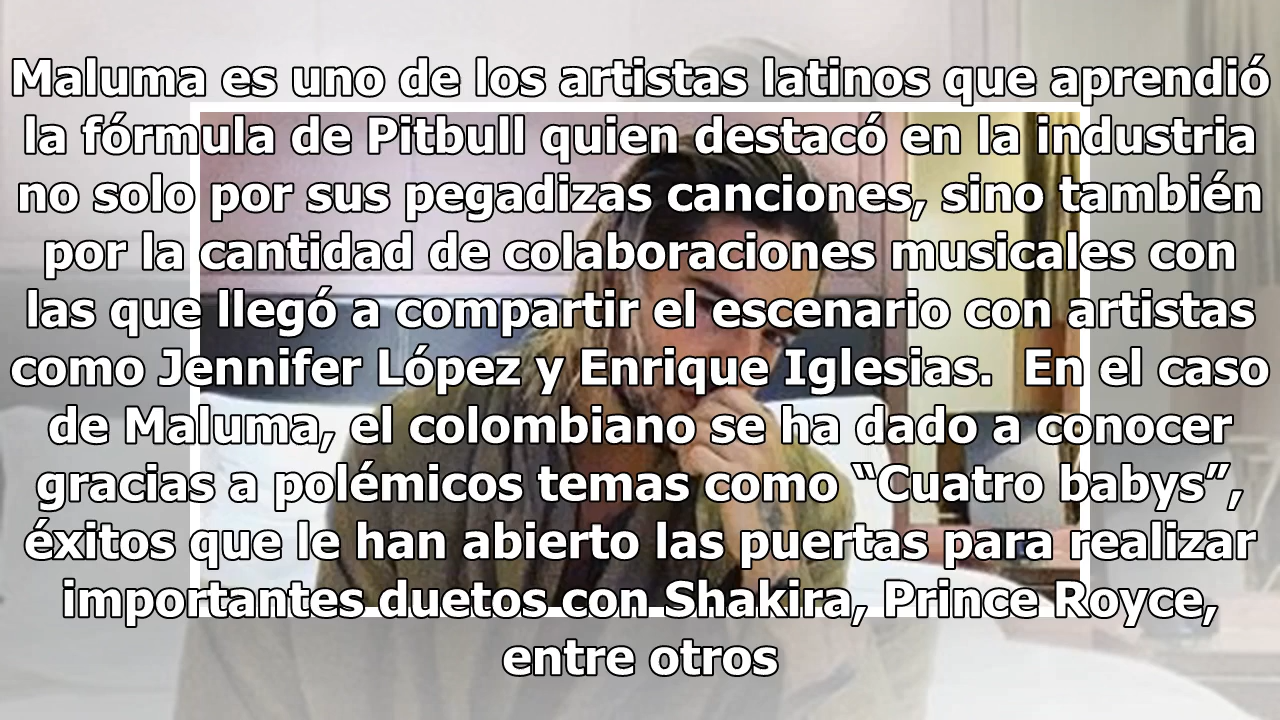 Maluma es uno de los artistas latinos que aprendió
la fórmula de Pitbull quien destacó en la industria
no solo por sus pegadizas canciones, sino también
por la cantidad de colaboraciones musicales con
las que llegó a compartir el escenario con artistas
como Jennifer López y Enrique Iglesias.  En el caso
de Maluma, el colombiano se ha dado a conocer
gracias a polémicos temas como “Cuatro babys”,
éxitos que le han abierto las puertas para realizar
importantes duetos con Shakira, Prince Royce,
entre otros